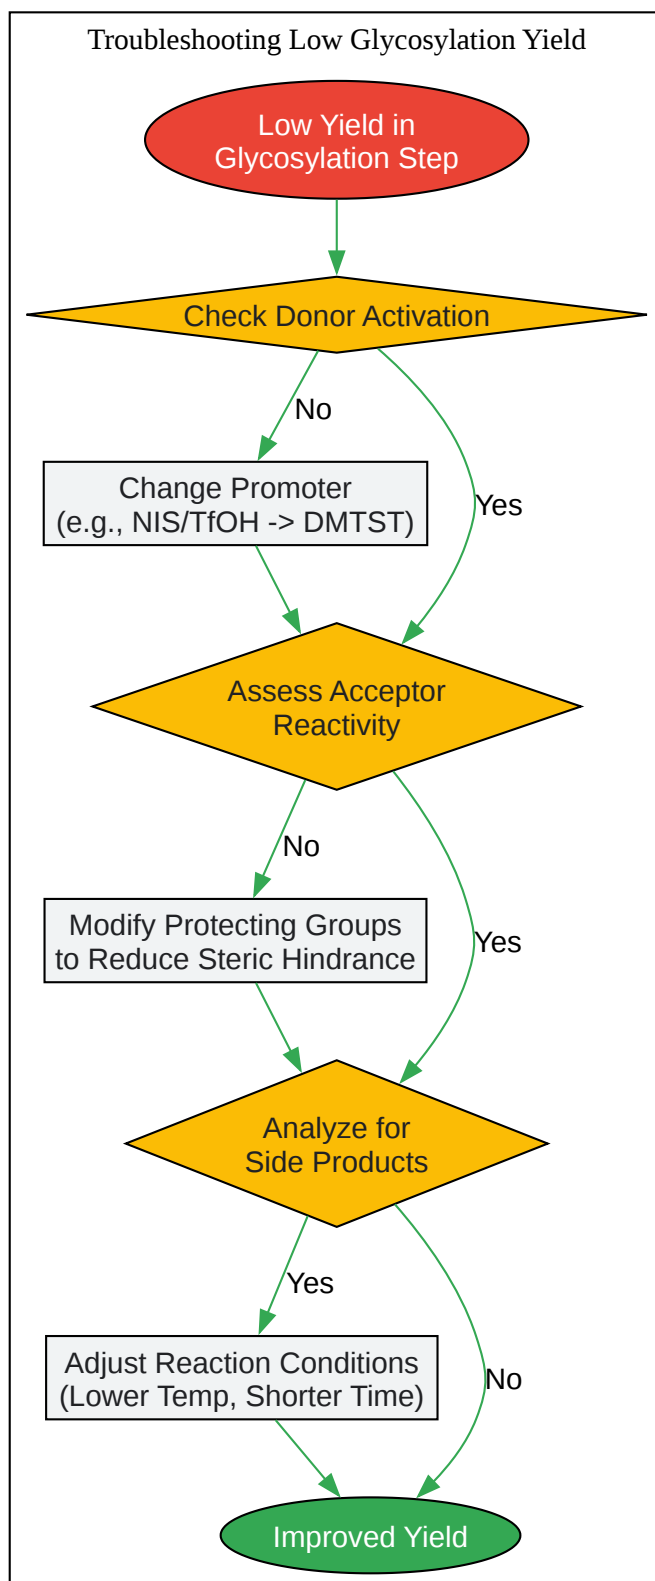 Troubleshooting Low Glycosylation Yield
Low Yield in
Glycosylation Step
Check Donor Activation
No
Yes
Change Promoter
(e.g., NIS/TfOH -> DMTST)
Assess Acceptor
Reactivity
No
Yes
Modify Protecting Groups
to Reduce Steric Hindrance
Analyze for
Side Products
Yes
No
Adjust Reaction Conditions
(Lower Temp, Shorter Time)
Improved Yield